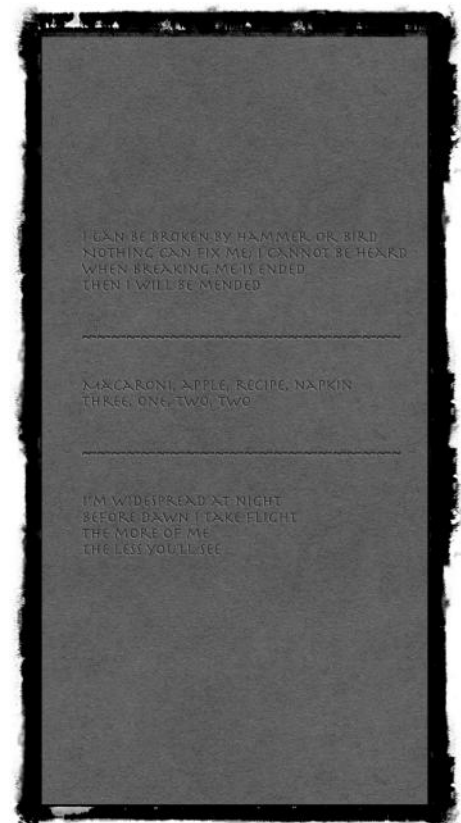 I CAN BE BROKEN BY HAMMER OR BIRD
NOTHING CAN FIX ME, I CANNOT BE HEARD
WHEN BREAKING ME IS ENDED
THEN I WILL BE MENDED
MACARONI, APPLE, RECIPE, NAPKIN
THREE, ONE, TWO, TWO
I'M WIDESPREAD AT NIGHT
BEFORE DAWN I TAKE FLIGHT
THE MORE OF ME
THE LESS YOU'LL SEE